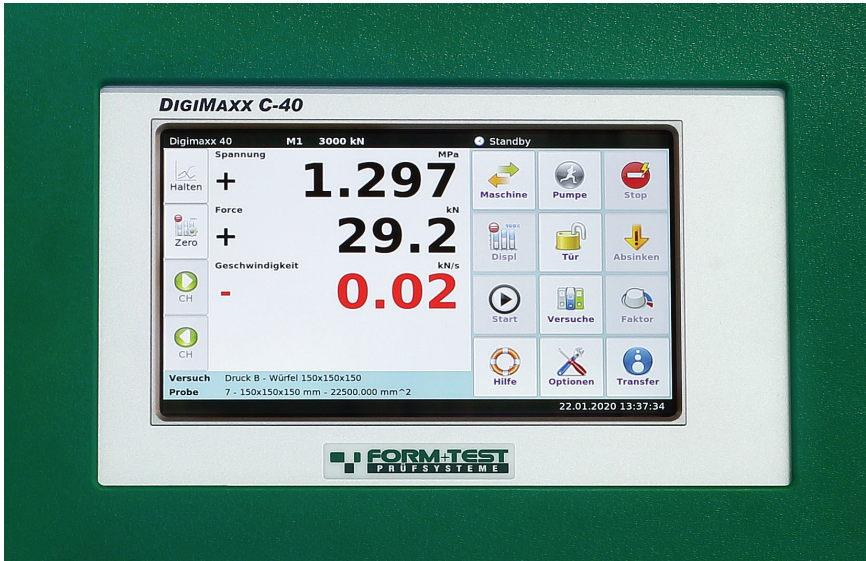 DIGIMAXX C-40
Digimaxx 40 M1 3000 kN Standby
Spannung MPa
+ 1.297
Force kN
+ 29.2
Geschwindigkeit kN/s
- 0.02
Halten
Zero
CH
CH
Maschine Pumpe Stop
Displ Tür Absinken
Start Versuche Faktor
Hilfe Optionen Transfer
Versuch Druck B - Würfel 150x150x150
Probe 7 - 150x150x150 mm - 22500.000 mm^2
22.01.2020 13:37:34
FORM+TEST
PRÜFSYSTEME